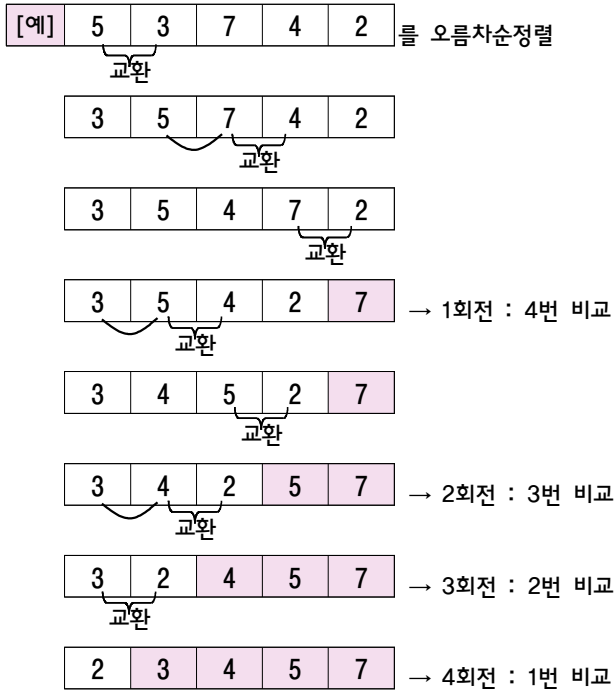 [예] 5 3 7 4 2 를 오름차순정렬
교환
3 5 7 4 2
교환
3 5 4 7 2
교환
3 5 4 2 7 → 1회전 : 4번 비교
교환
3 4 5 2 7
교환
3 4 2 5 7 → 2회전 : 3번 비교
교환
3 2 4 5 7 → 3회전 : 2번 비교
교환
2 3 4 5 7 → 4회전 : 1번 비교